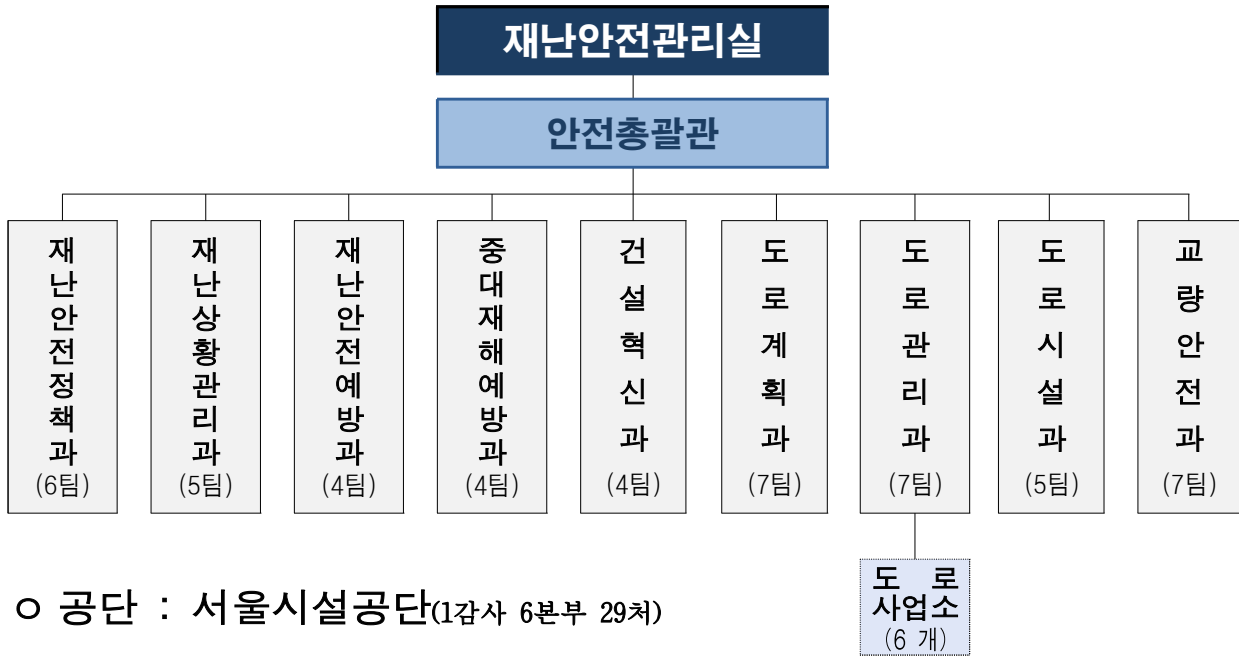 재난안전관리실
안전총괄관
재난안전정책과
(6팀)
재난상황관리과
(5팀)
재난안전예방과
(4팀)
중대재해예방과
(4팀)
건설혁신과
(4팀)
도로계획과
(7팀)
도로관리과
(7팀)
도로시설과
(5팀)
교량안전과
(7팀)
도 로
사업소
(6 개)
ㅇ 공단 : 서울시설공단(1감사 6본부 29처)